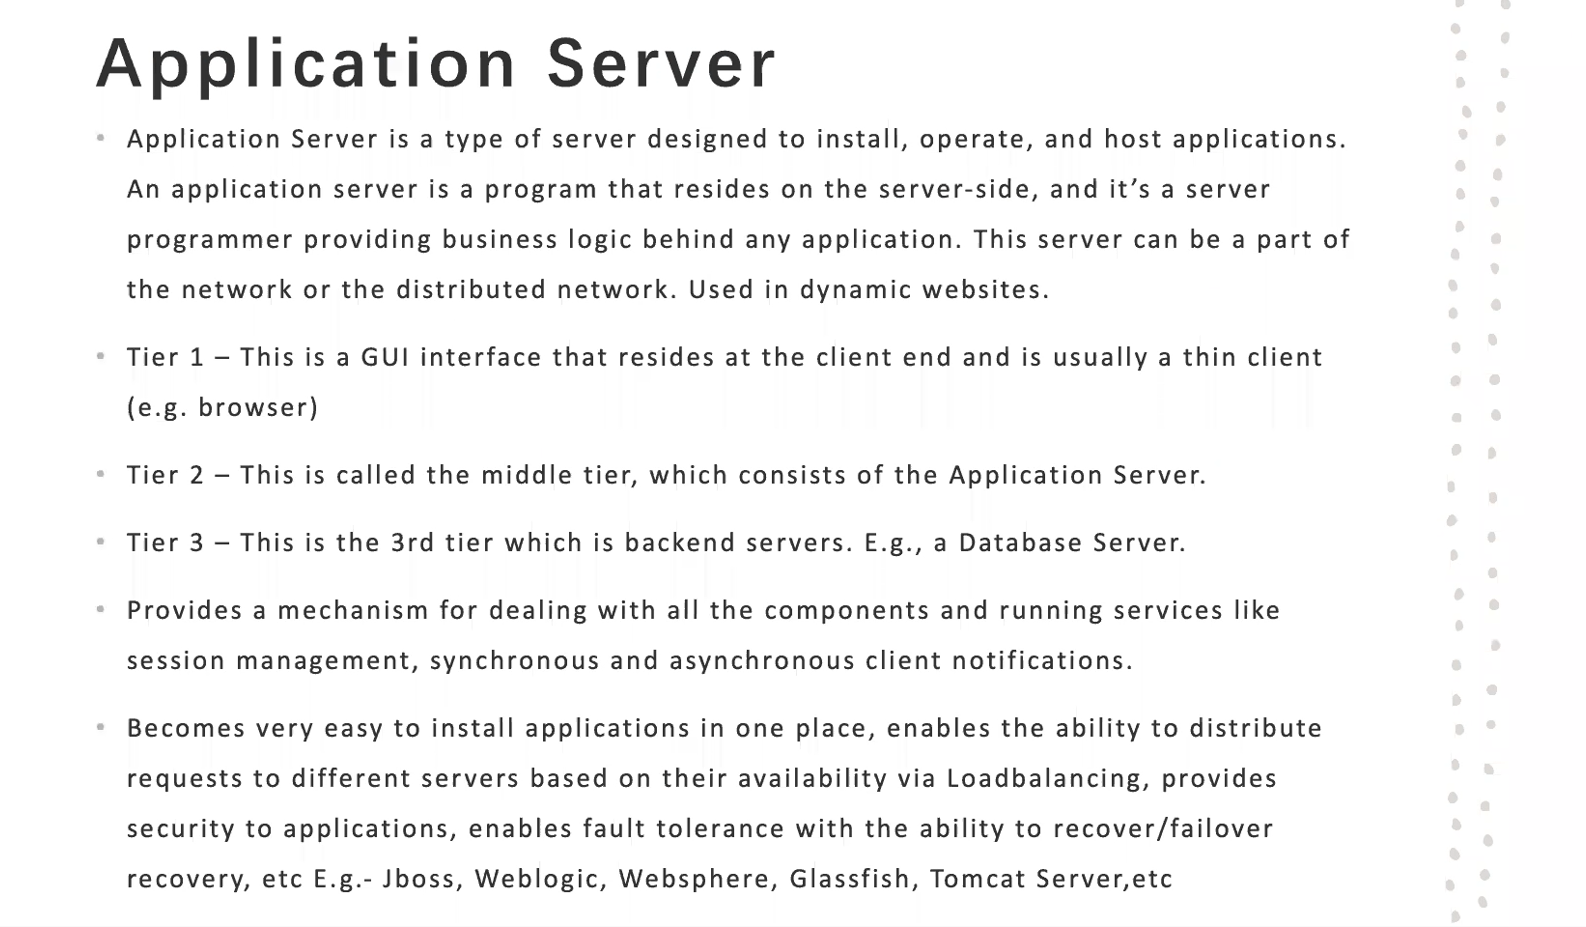 Application Server
• Application Server is a type of server designed to install, operate, and host applications.
An application server is a program that resides on the server-side, and it’s a server
programmer providing business logic behind any application. This server can be a part of
the network or the distributed network. Used in dynamic websites.
• Tier 1 – This is a GUI interface that resides at the client end and is usually a thin client
(e.g. browser)
• Tier 2 – This is called the middle tier, which consists of the Application Server.
• Tier 3 – This is the 3rd tier which is backend servers. E.g., a Database Server.
• Provides a mechanism for dealing with all the components and running services like
session management, synchronous and asynchronous client notifications.
• Becomes very easy to install applications in one place, enables the ability to distribute
requests to different servers based on their availability via Loadbalancing, provides
security to applications, enables fault tolerance with the ability to recover/failover
recovery, etc E.g.- Jboss, Weblogic, Websphere, Glassfish, Tomcat Server,etc